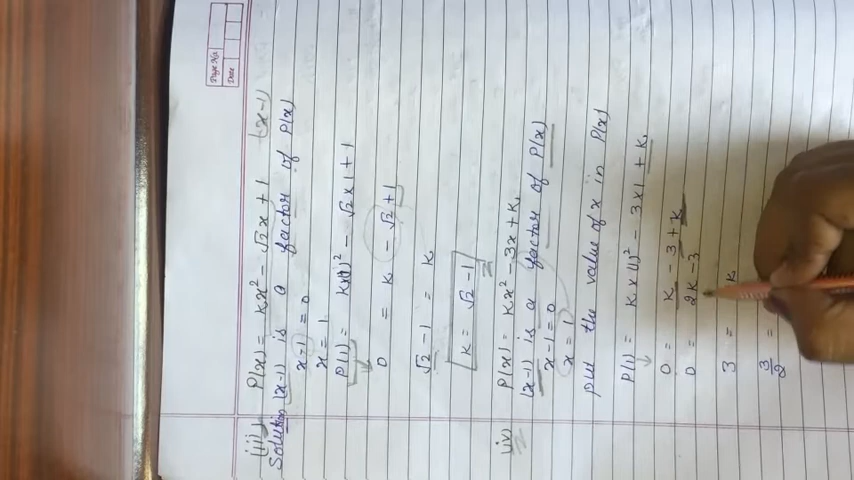 Page No.
Date
(iii) P(x) = kx² - √2x + 1 (x-1)
Solution (x-1) is a factor of P(x)
x-1 = 0
x = 1
P(1) = k(1)² - √2 x 1 + 1
0 = k - √2 + 1
√2 - 1 = k
k = √2 - 1
(iv) P(x) = kx² - 3x + k
(x-1) is a factor of P(x)
x-1 = 0
x = 1
put the value of x in P(x)
P(1) = k x (1)² - 3 x 1 + k
0 = k - 3 + k
0 = 2k - 3
3 = k
3/2 =